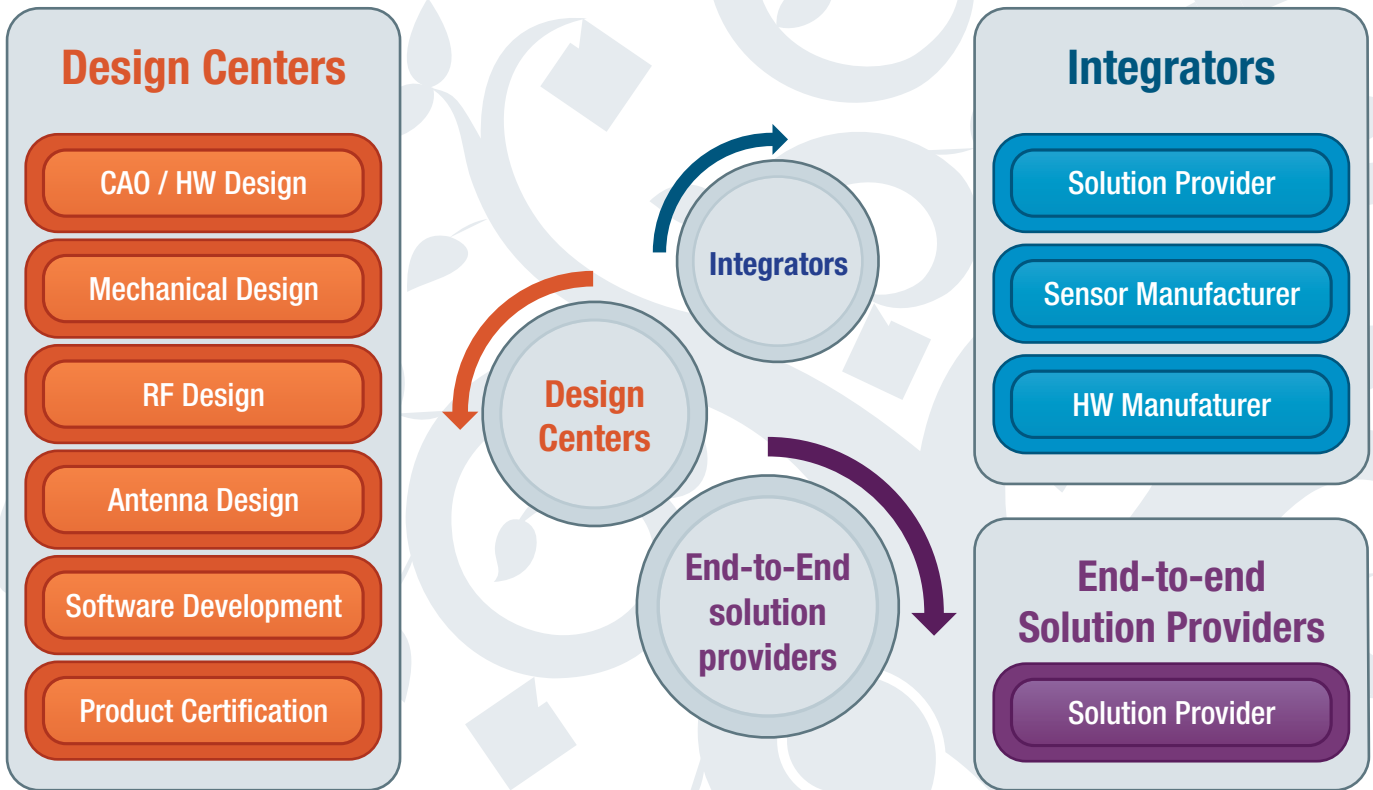 Design Centers
CAO / HW Design
Mechanical Design
RF Design
Antenna Design
Software Development
Product Certification
Integrators
Design
Centers
End-to-End
solution
providers
Integrators
Solution Provider
Sensor Manufacturer
HW Manufaturer
End-to-end
Solution Providers
Solution Provider